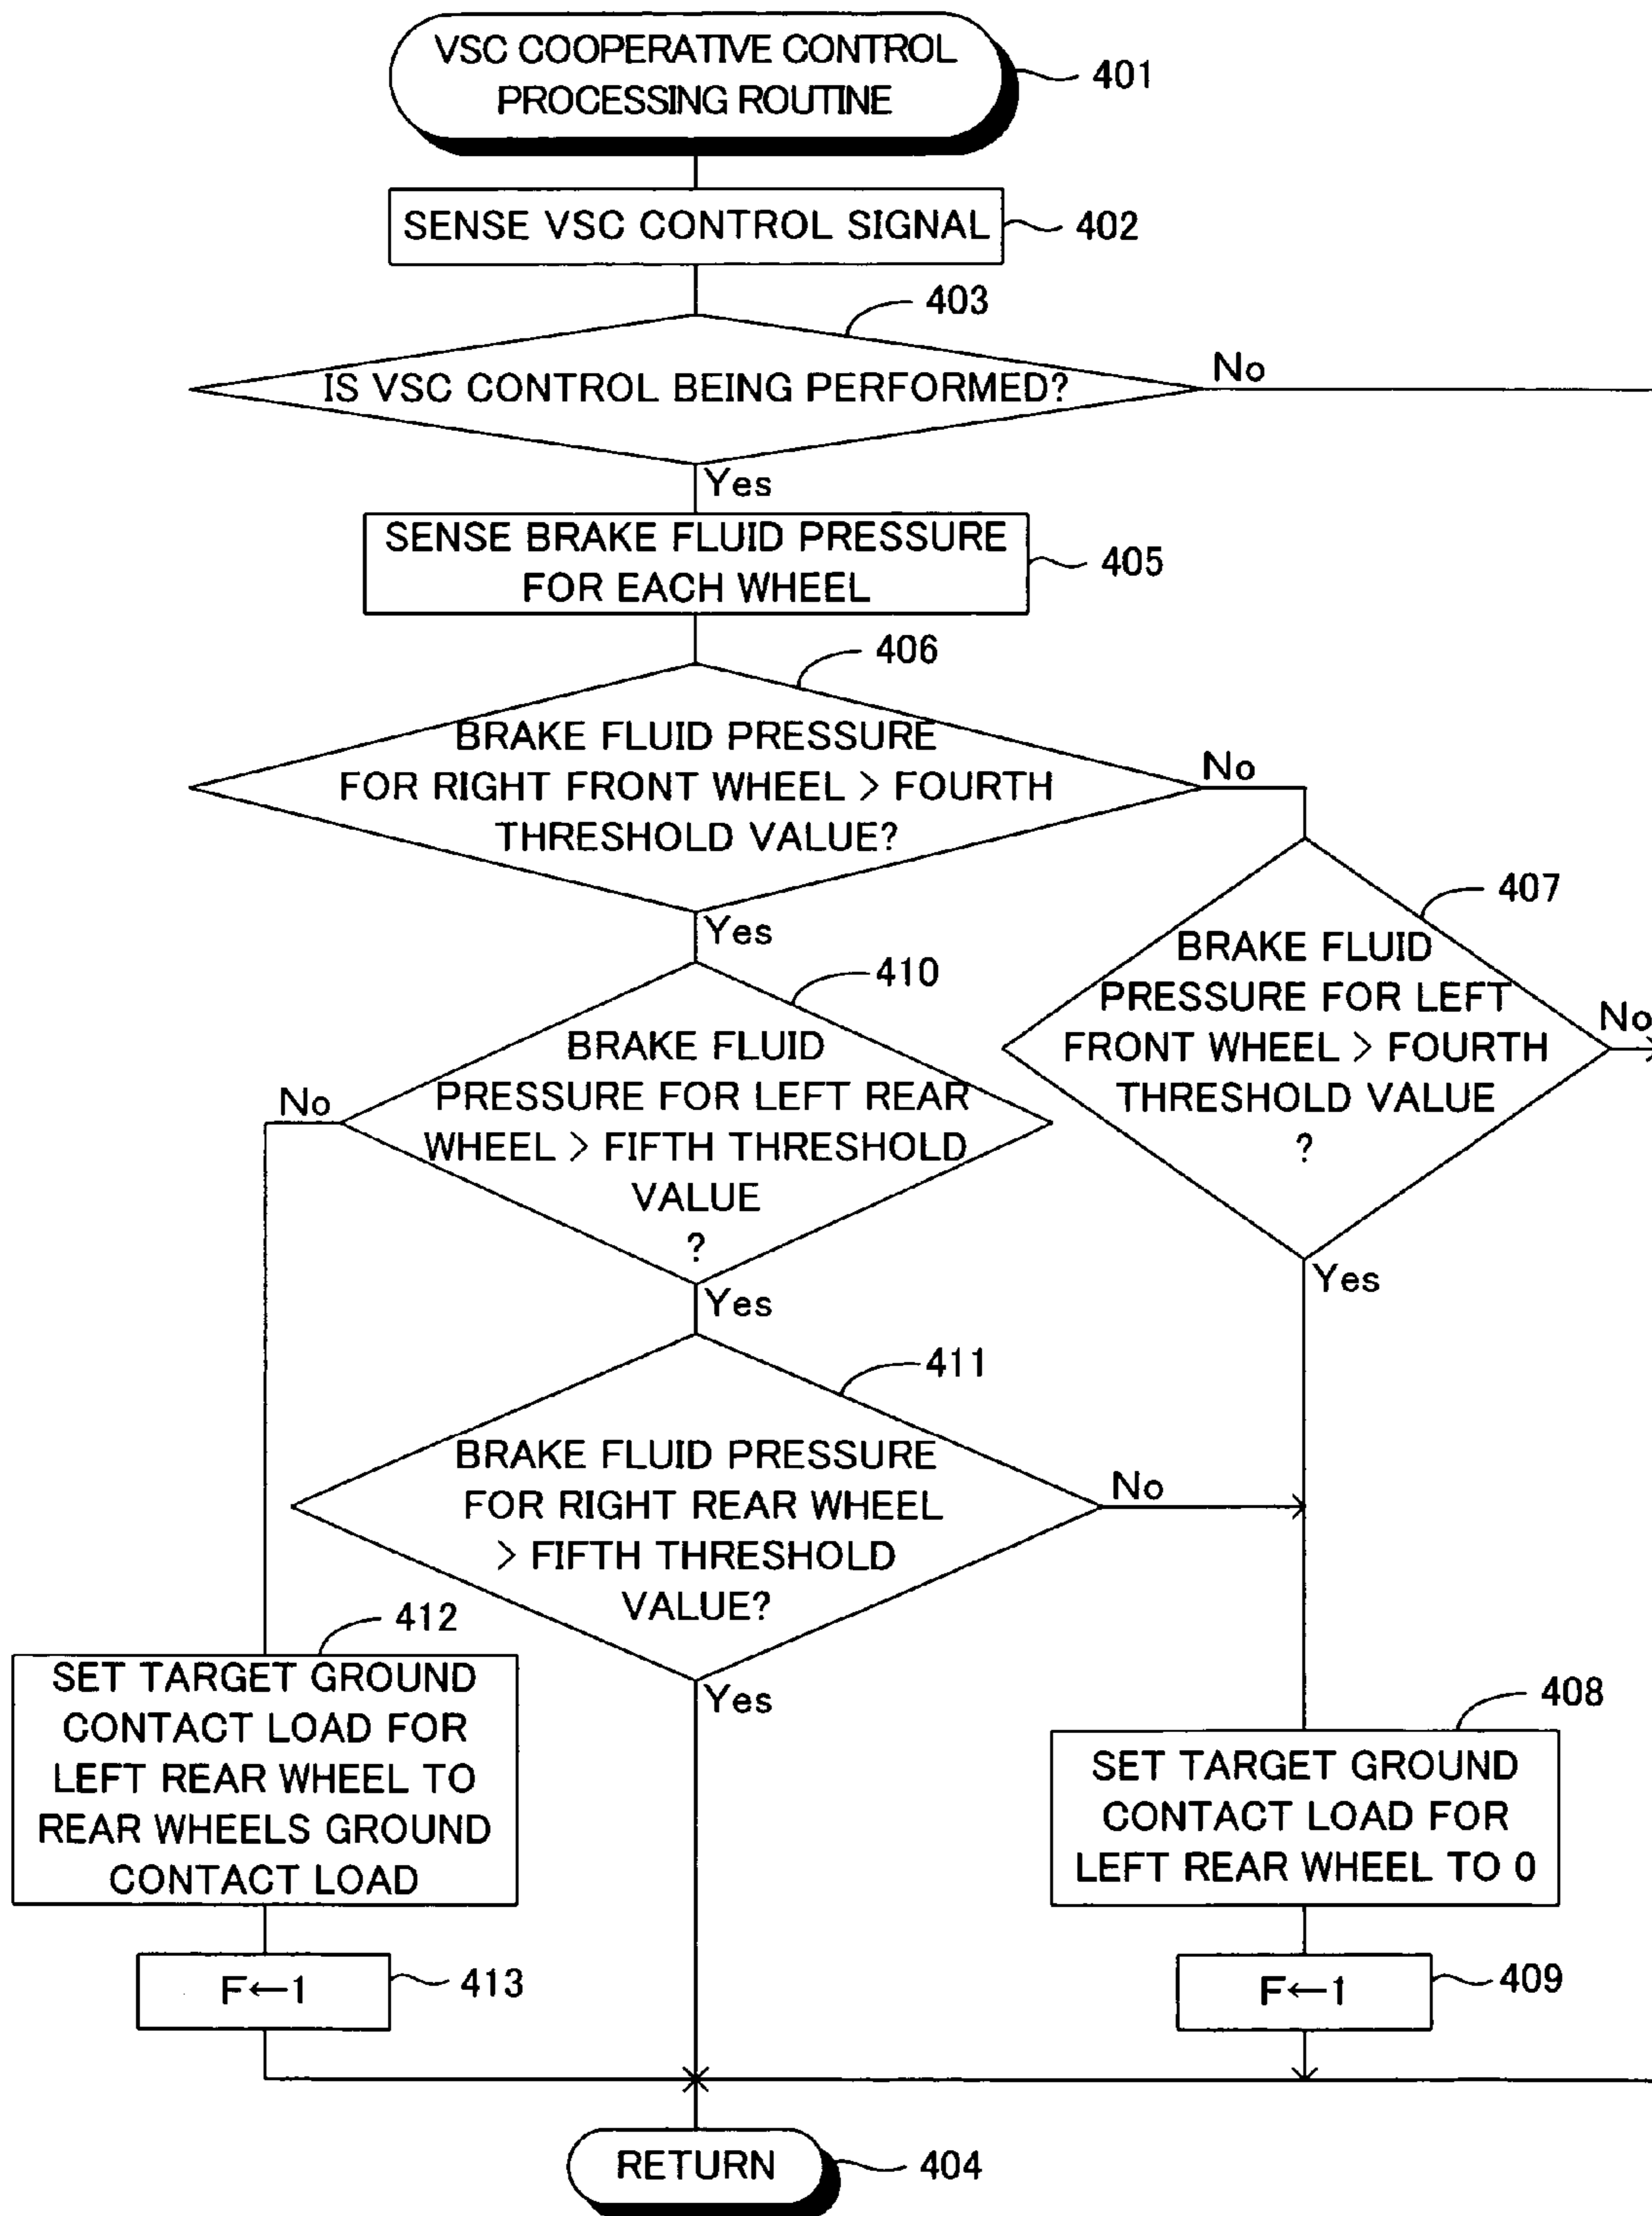 VSC COOPERATIVE CONTROL
PROCESSING ROUTINE
401
SENSE VSC CONTROL SIGNAL
402
403
IS VSC CONTROL BEING PERFORMED?
No
Yes
SENSE BRAKE FLUID PRESSURE
FOR EACH WHEEL
405
406
BRAKE FLUID PRESSURE
FOR RIGHT FRONT WHEEL > FOURTH
THRESHOLD VALUE?
No
Yes
407
BRAKE FLUID
PRESSURE FOR LEFT
FRONT WHEEL > FOURTH
THRESHOLD VALUE
?
No
Yes
410
BRAKE FLUID
PRESSURE FOR LEFT REAR
WHEEL > FIFTH THRESHOLD
VALUE
?
No
Yes
411
BRAKE FLUID PRESSURE
FOR RIGHT REAR WHEEL
> FIFTH THRESHOLD
VALUE?
No
Yes
412
SET TARGET GROUND
CONTACT LOAD FOR
LEFT REAR WHEEL TO
REAR WHEELS GROUND
CONTACT LOAD
408
SET TARGET GROUND
CONTACT LOAD FOR
LEFT REAR WHEEL TO 0
F←1
413
F←1
409
RETURN
404